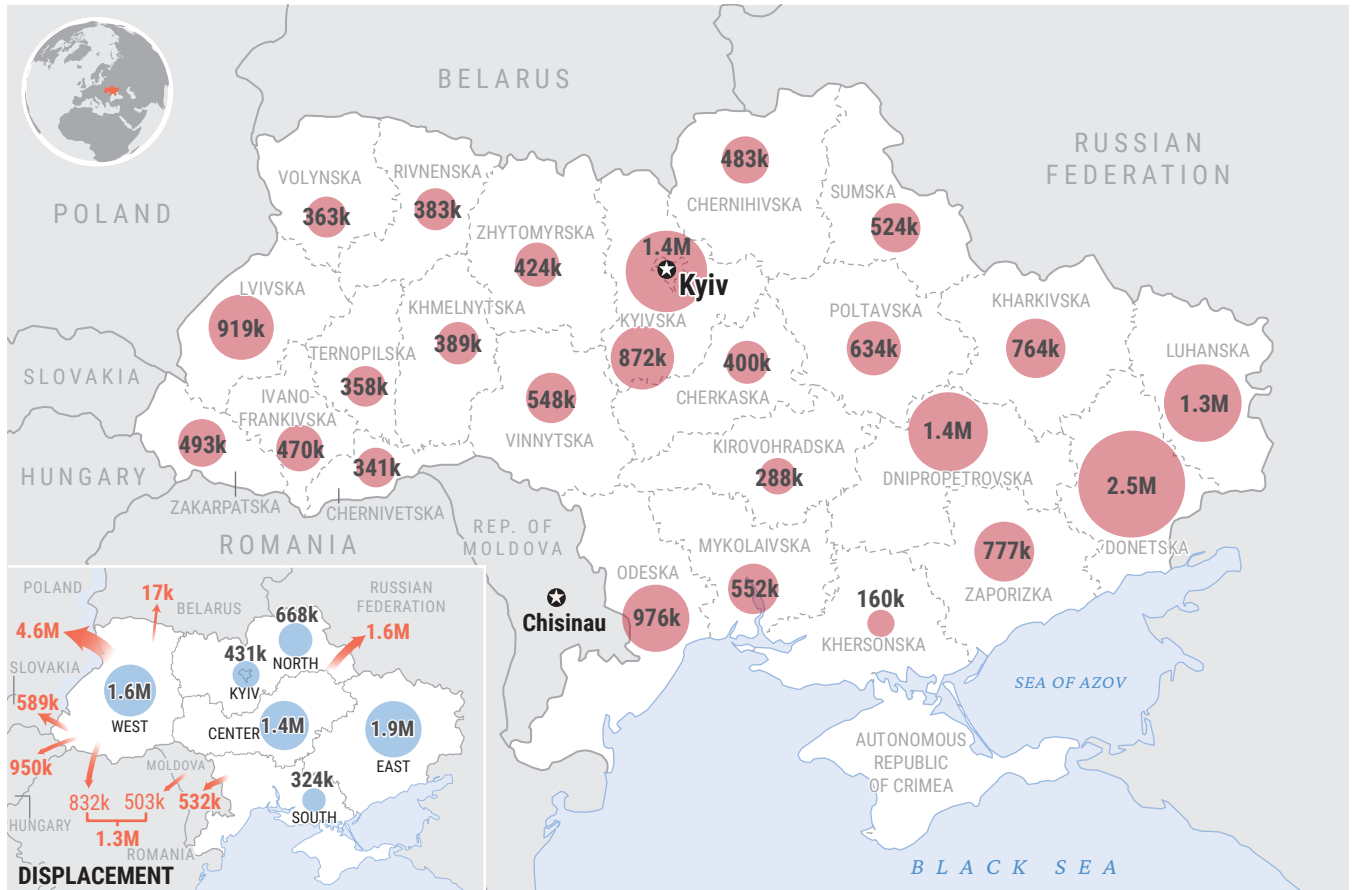 BELARUS
RUSSIAN
FEDERATION
POLAND
SLOVAKIA
HUNGARY
ROMANIA
REP. OF
MOLDOVA
Chisinau
VOLYNSKA
363k
RIVNENSKA
383k
ZHYTOMYRSKA
424k
1.4M
Kyiv
KYIVSKA
872k
483k
CHERNIHIVSKA
SUMSKA
524k
LVIVSKA
919k
TERNOPILSKA
358k
KHMELNYTSKA
389k
IVANO-
FRANKIVSKA
470k
493k
ZAKARPATSKA
341k
CHERNIVETSKA
548k
VINNYTSKA
400k
CHERKASKA
POLTAVSKA
634k
KHARKIVSKA
764k
LUHANSKA
1.3M
KIROVOHRADSKA
288k
1.4M
DNIPROPETROVSKA
2.5M
DONETSKA
ODESKA
976k
MYKOLAIVSKA
552k
160k
KHERSONSKA
777k
ZAPORIZKA
SEA OF AZOV
AUTONOMOUS
REPUBLIC
OF CRIMEA
BLACK SEA
POLAND
17k
BELARUS
RUSSIAN
FEDERATION
4.6M
668k
NORTH
1.6M
SLOVAKIA
431k
KYIV
1.6M
WEST
589k
CENTER
1.4M
1.9M
EAST
950k
MOLDOVA
324k
SOUTH
832k
503k
532k
HUNGARY
1.3M
ROMANIA
DISPLACEMENT